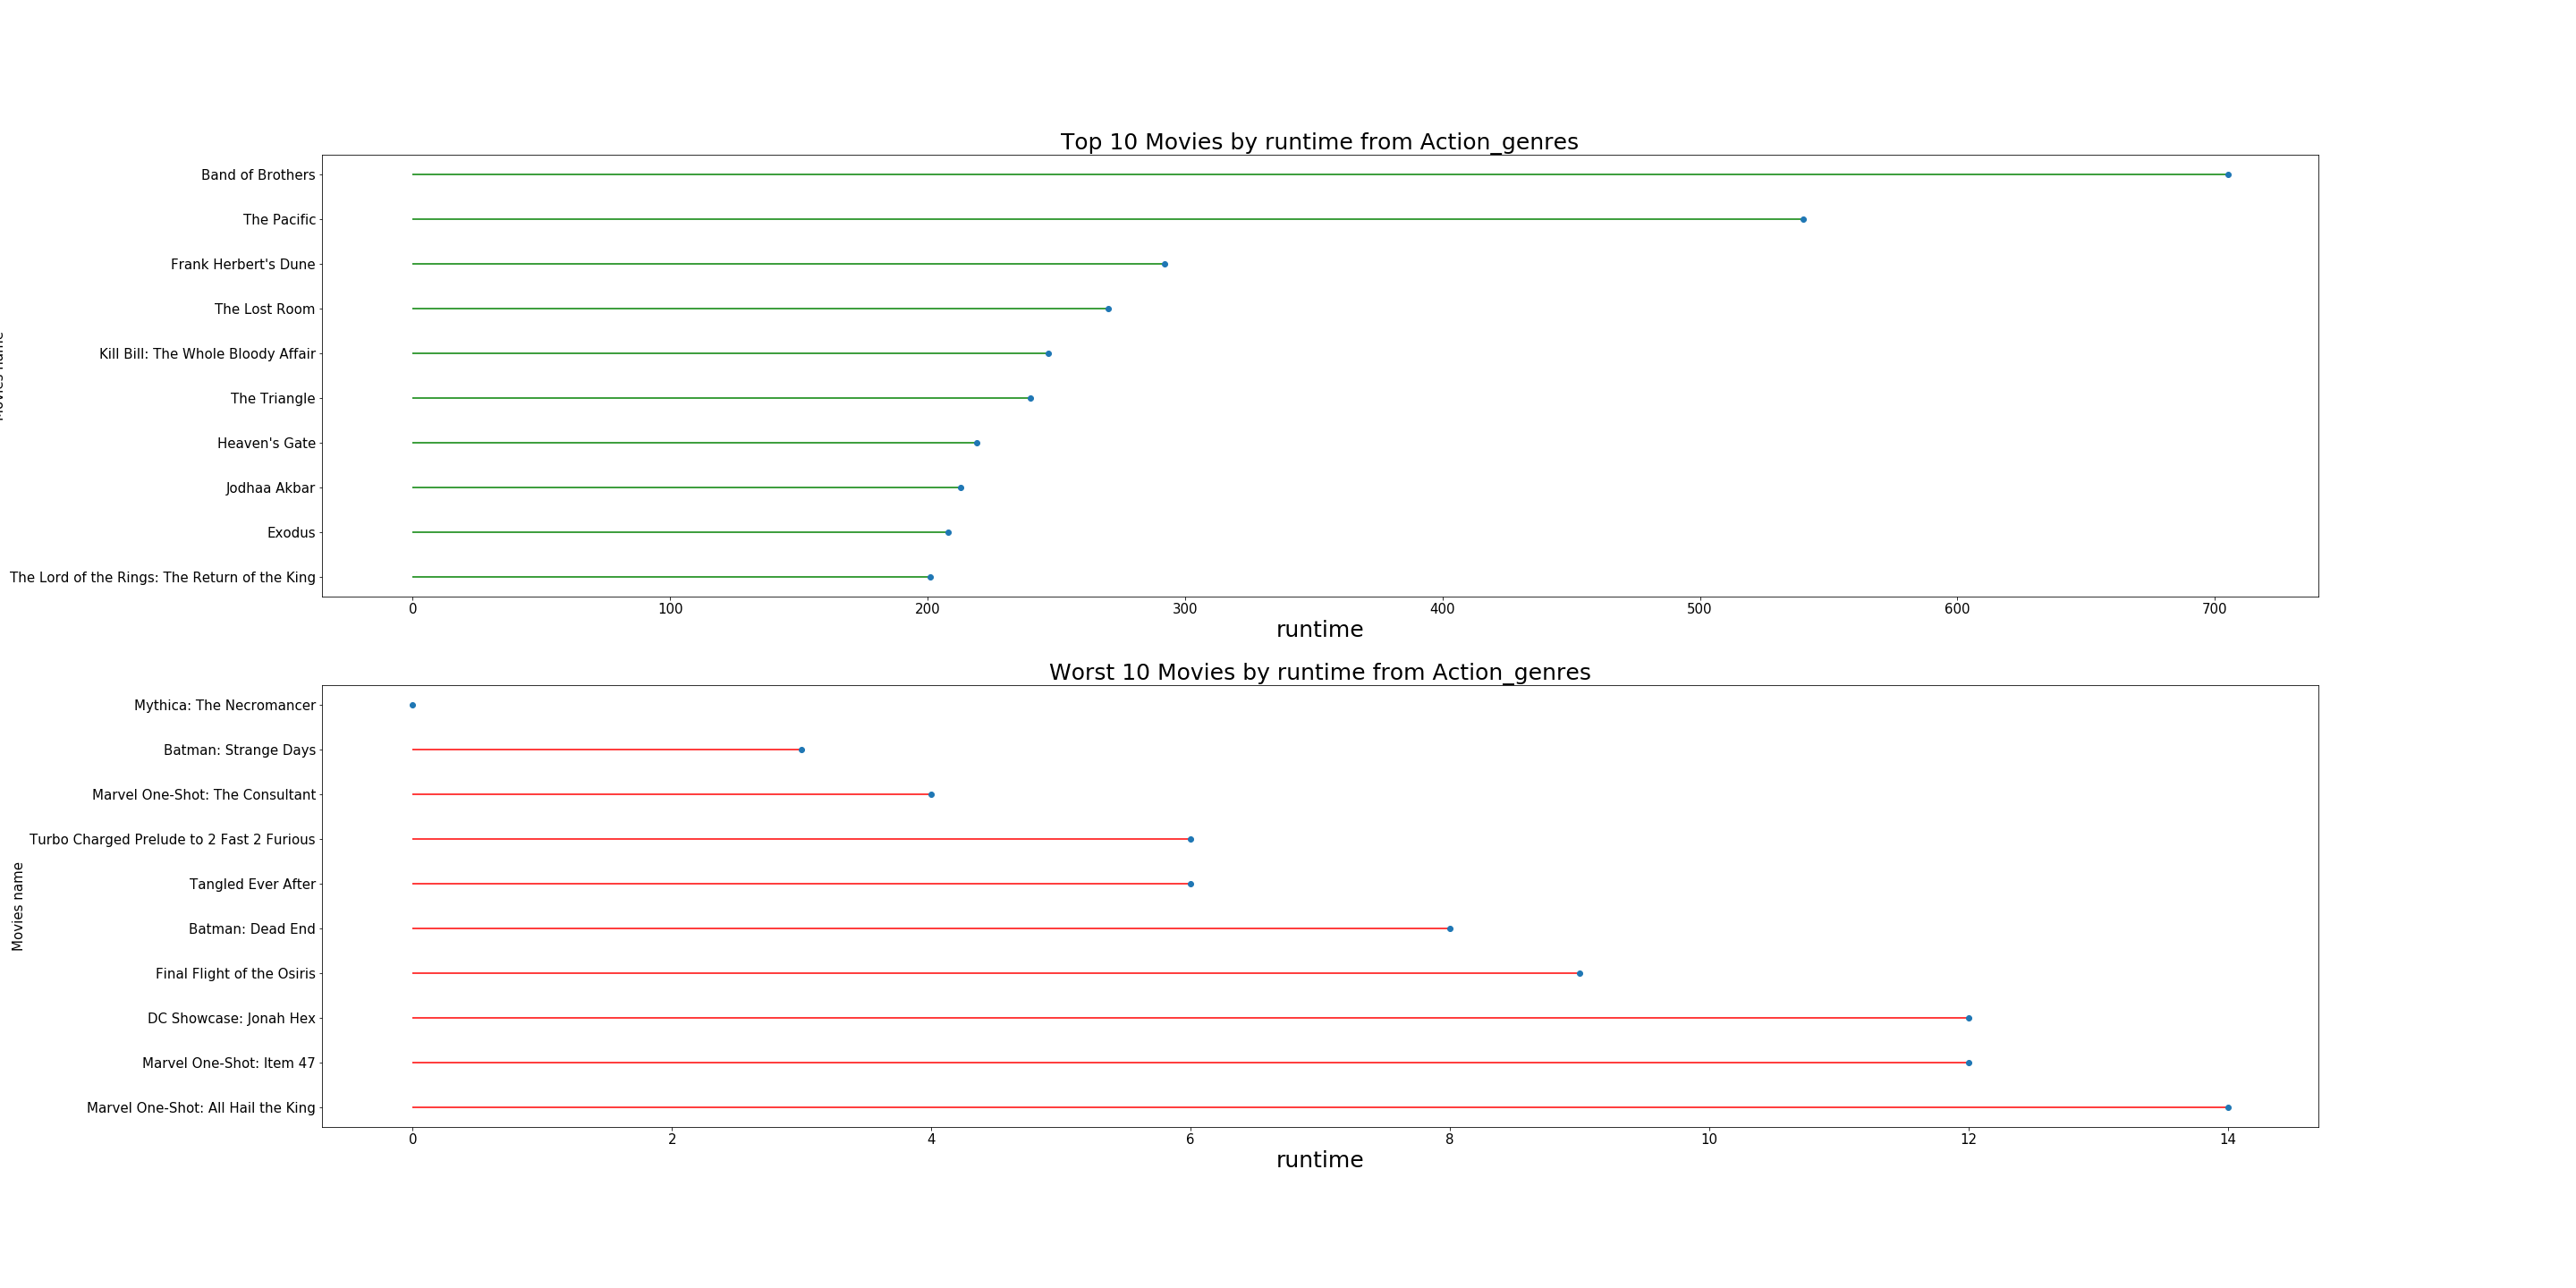 Top 10 Movies by runtime from Action_genres
Band of Brothers
The Pacific
Frank Herbert's Dune
The Lost Room
Kill Bill: The Whole Bloody Affair
The Triangle
Heaven's Gate
Jodhaa Akbar
Exodus
The Lord of the Rings: The Return of the King
0 100 200 300 400 500 600 700
runtime
Worst 10 Movies by runtime from Action_genres
Movies name
Mythica: The Necromancer
Batman: Strange Days
Marvel One-Shot: The Consultant
Turbo Charged Prelude to 2 Fast 2 Furious
Tangled Ever After
Batman: Dead End
Final Flight of the Osiris
DC Showcase: Jonah Hex
Marvel One-Shot: Item 47
Marvel One-Shot: All Hail the King
0 2 4 6 8 10 12 14
runtime